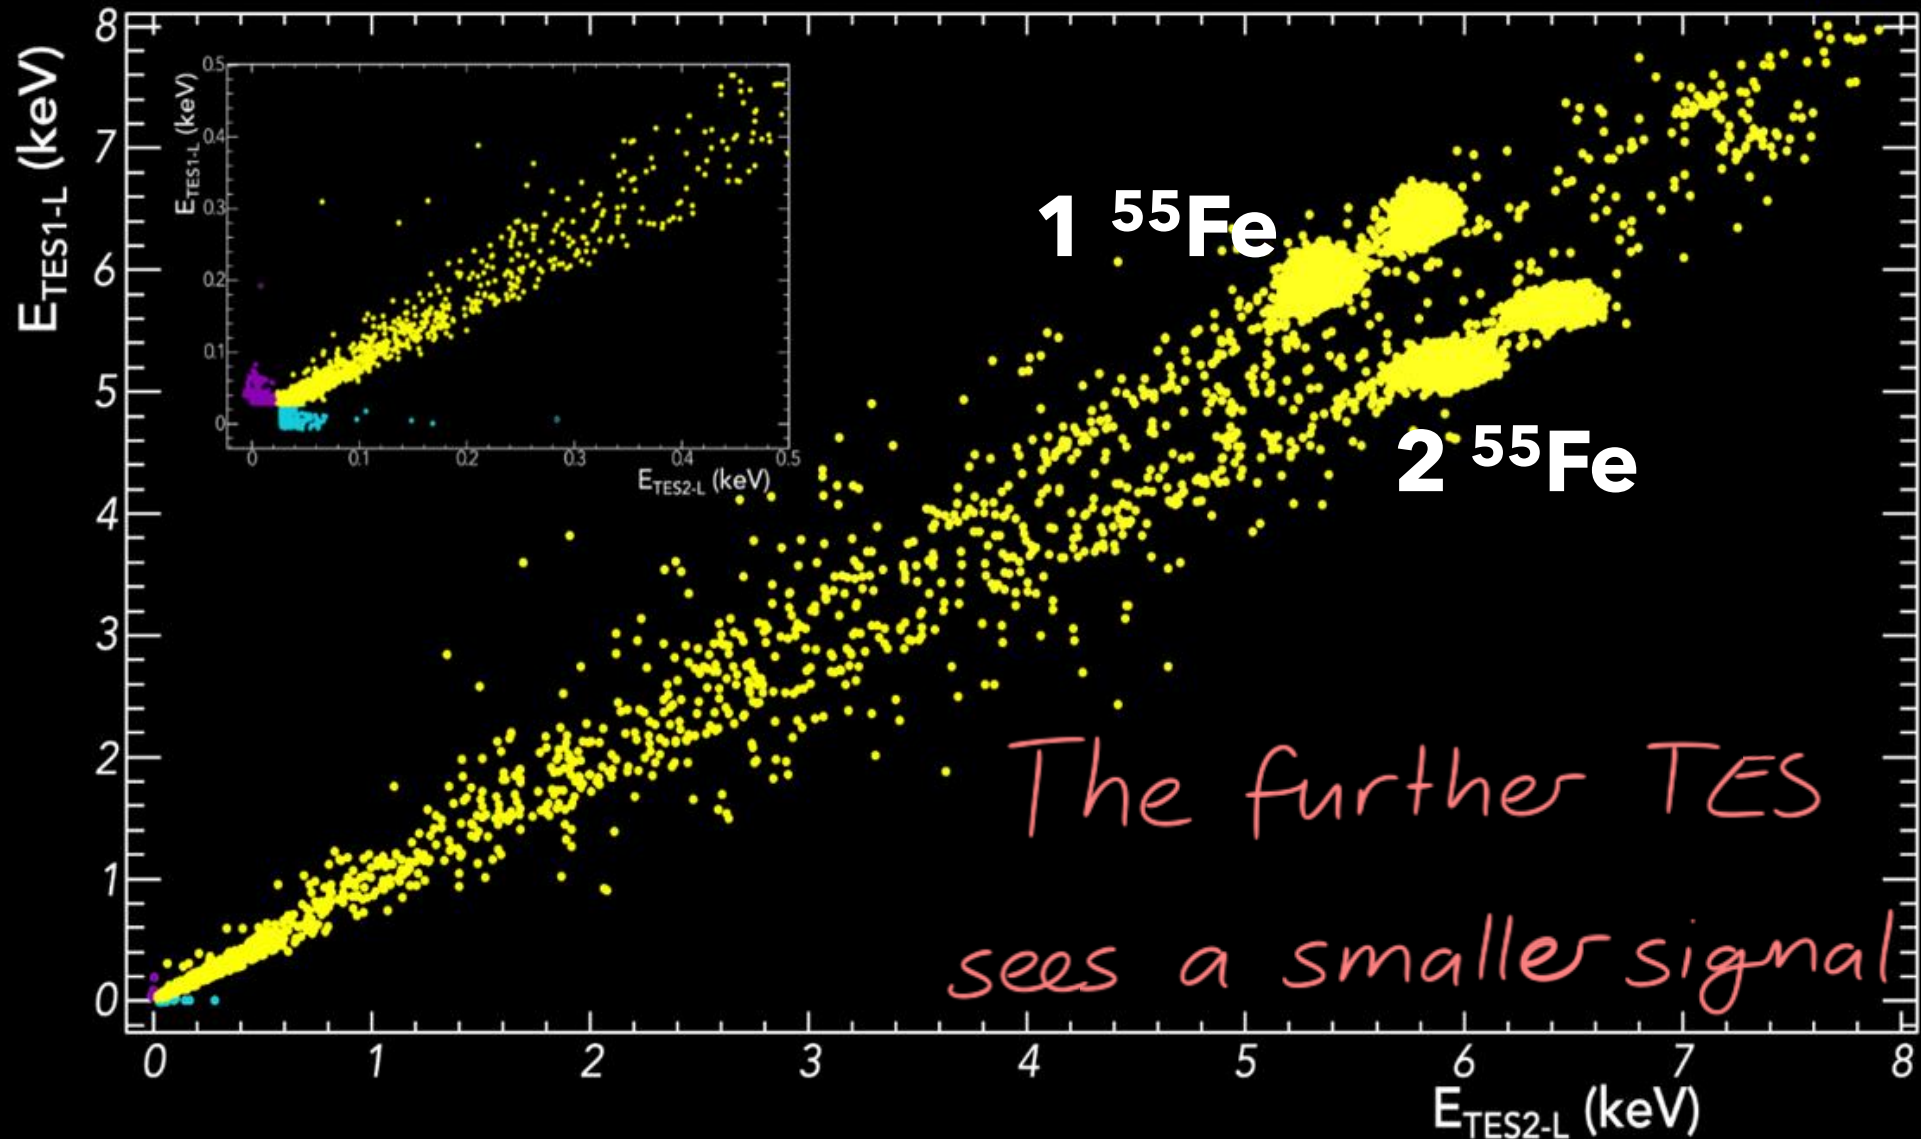 E_TES1-L (keV)
8
7
6
5
4
3
2
1
0
E_TES1-L (keV)
0.5
0.4
0.3
0.2
0.1
0
0 0.1 0.2 0.3 0.4 0.5
E_TES2-L (keV)
1 ⁵⁵Fe
2 ⁵⁵Fe
The further TES
sees a smaller signal
0 1 2 3 4 5 6 7 8
E_TES2-L (keV)